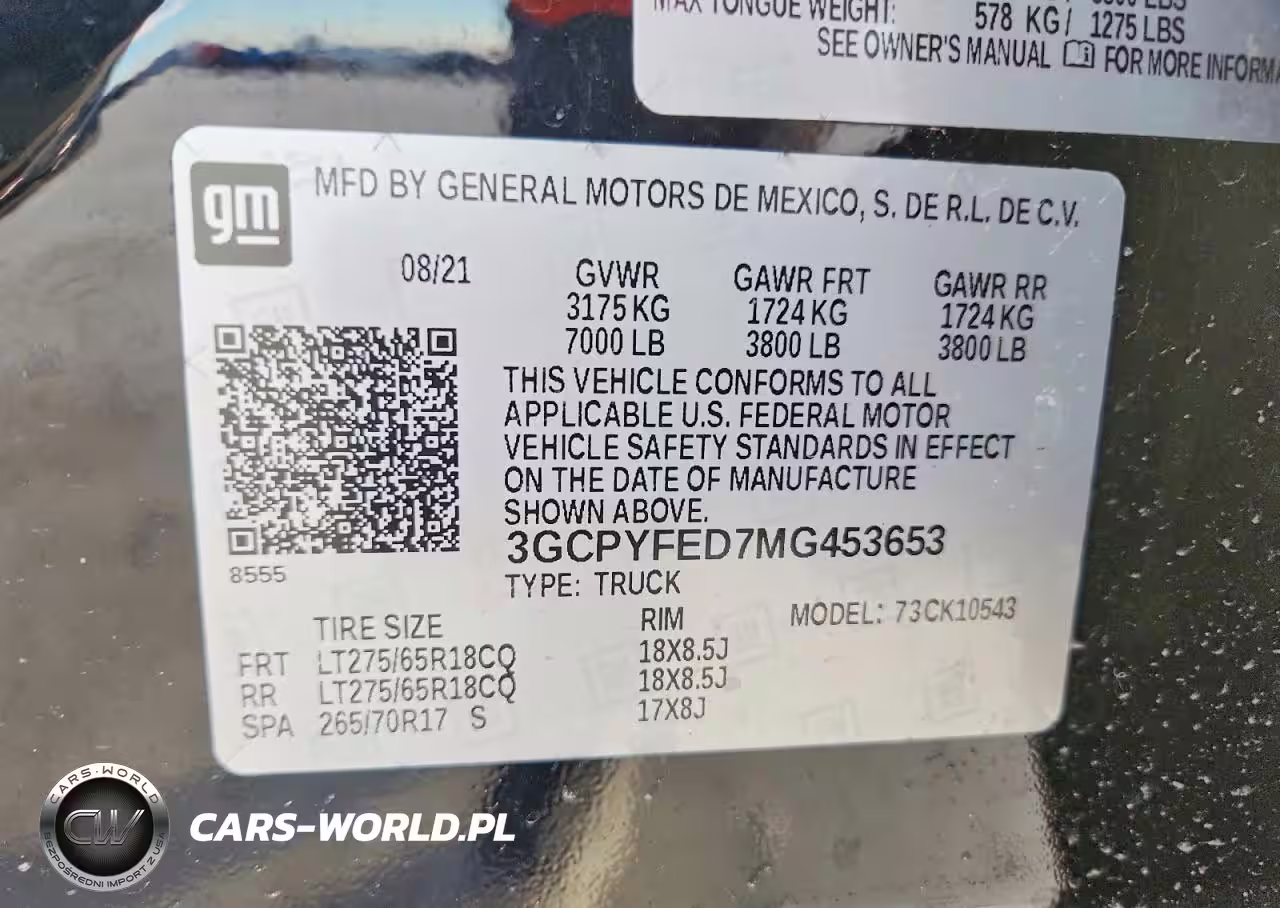 MAX TONGUE WEIGHT: 578 KG/ 1275 LBS
SEE OWNER'S MANUAL FOR MORE
gm
MFD BY GENERAL MOTORS DE MEXICO, S. DE R.L. DE C.V.
08/21 GVWR GAWR FRT GAWR RR
3175 KG 1724 KG 1724 KG
7000 LB 3800 LB 3800 LB
THIS VEHICLE CONFORMS TO ALL
APPLICABLE U.S. FEDERAL MOTOR
VEHICLE SAFETY STANDARDS IN EFFECT
ON THE DATE OF MANUFACTURE
SHOWN ABOVE.
3GCPYFED7MG453653
8555
TYPE: TRUCK
TIRE SIZE RIM MODEL: 73CK10543
FRT LT275/65R18CQ 18X8.5J
RR LT275/65R18CQ 18X8.5J
SPA 265/70R17 S 17X8J
CARS-WORLD
CW
BEZPOŚREDNI IMPORT Z USA
CARS-WORLD.PL